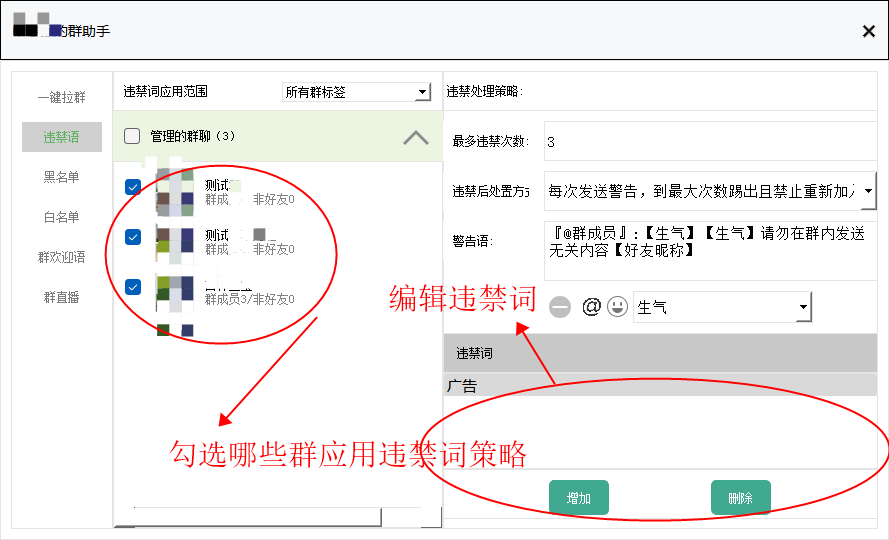 的群助手
一键拉群
违禁语
黑名单
白名单
群欢迎语
群直播
违禁词应用范围
所有群标签
管理的群聊（3）
测试
群成
非好友0
测试
群成
非好友0
群成员3/非好友0
勾选哪些群应用违禁词策略
违禁处理策略:
最多违禁次数:
3
违禁后处置方式
每次发送警告，到最大次数踢出且禁止重新加入
警告语:
『@群成员』:【生气】【生气】请勿在群内发送
无关内容【好友昵称】
编辑违禁词
@
生气
违禁词
广告
增加
删除